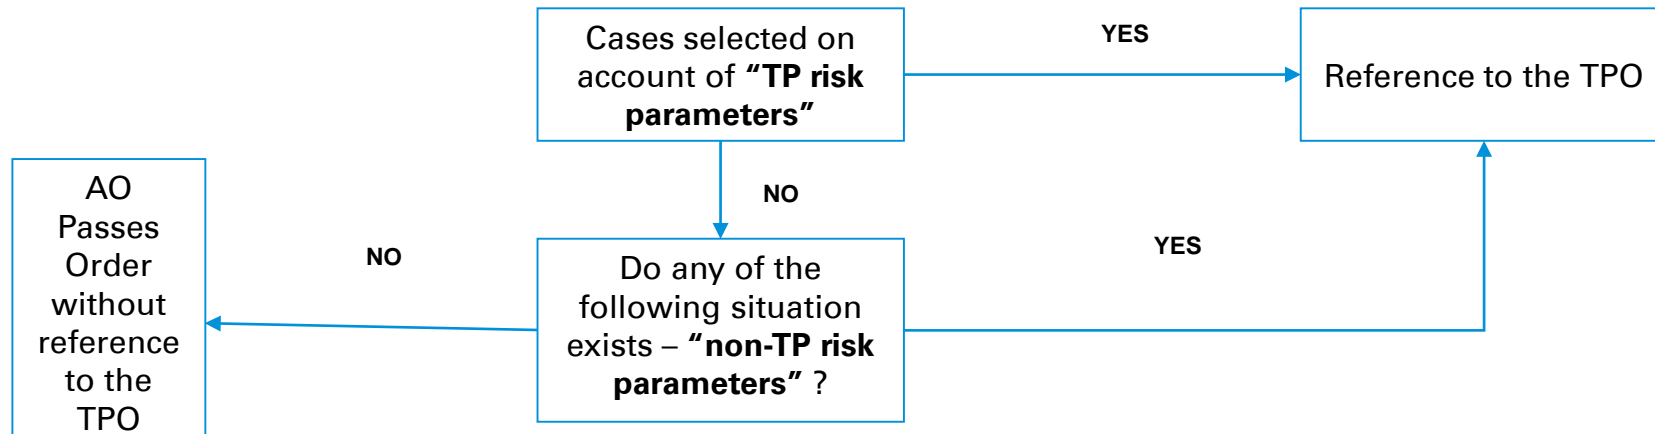 Cases selected on
account of “TP risk
parameters”
YES
Reference to the TPO
NO
AO
Passes
Order
without
reference
to the
TPO
NO
Do any of the
following situation
exists – “non-TP risk
parameters” ?
YES